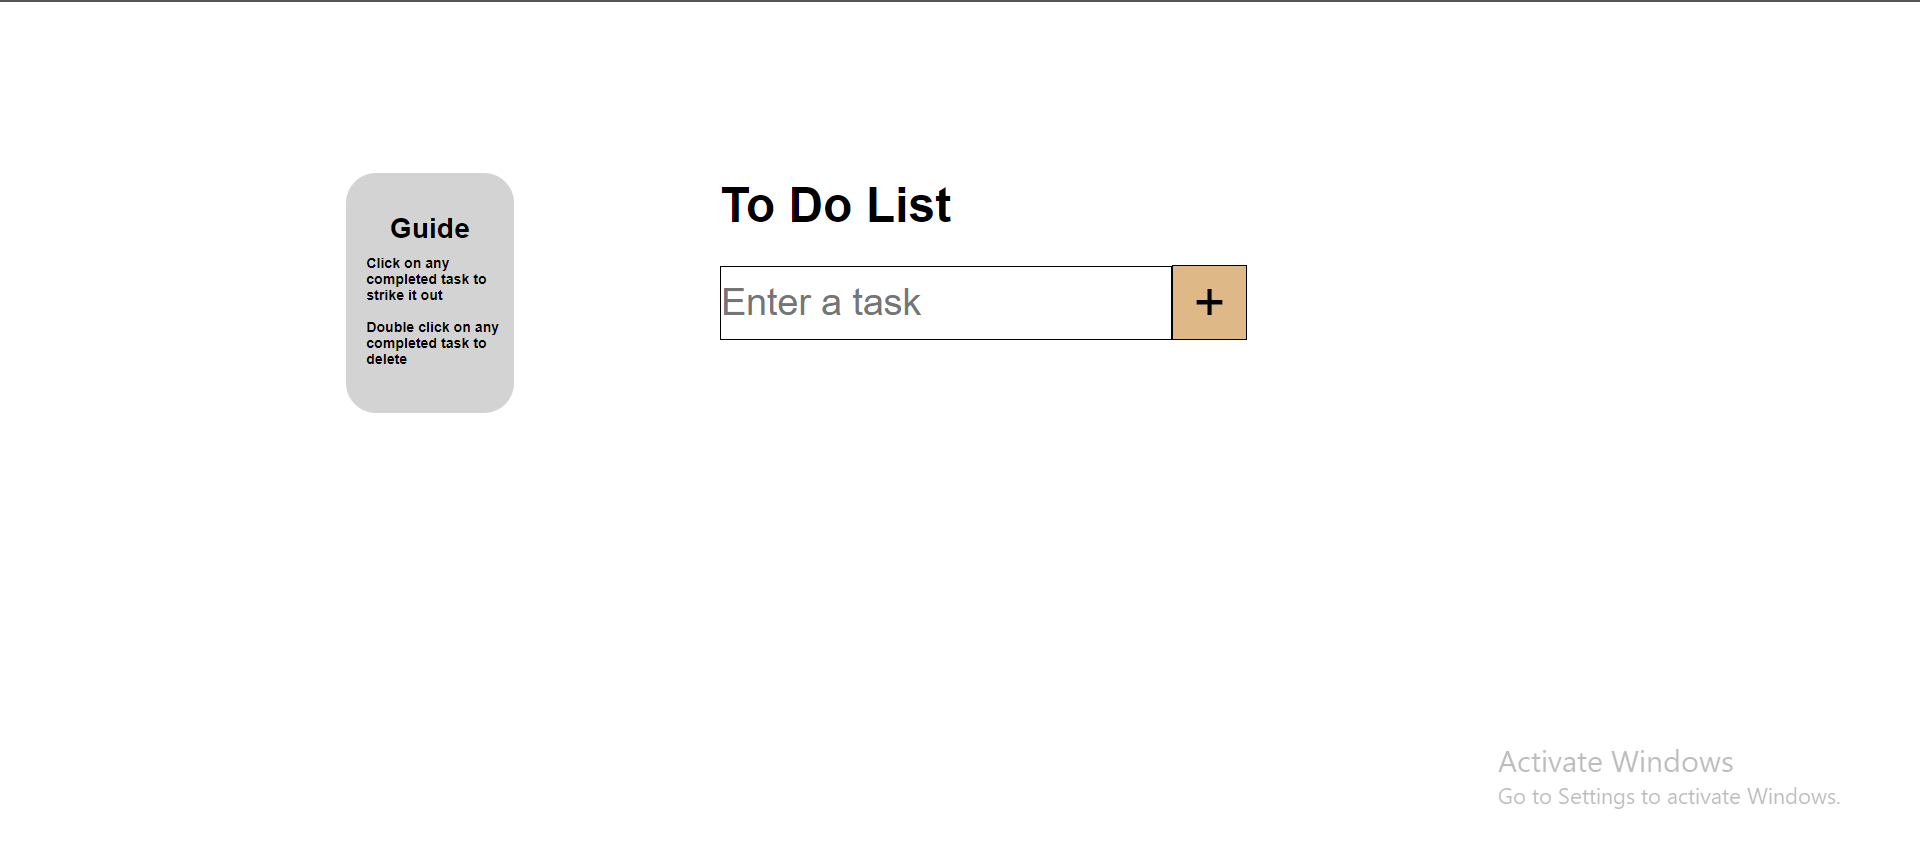 Guide
Click on any
completed task to
strike it out
Double click on any
completed task to
delete
To Do List
Enter a task
+
Activate Windows
Go to Settings to activate Windows.